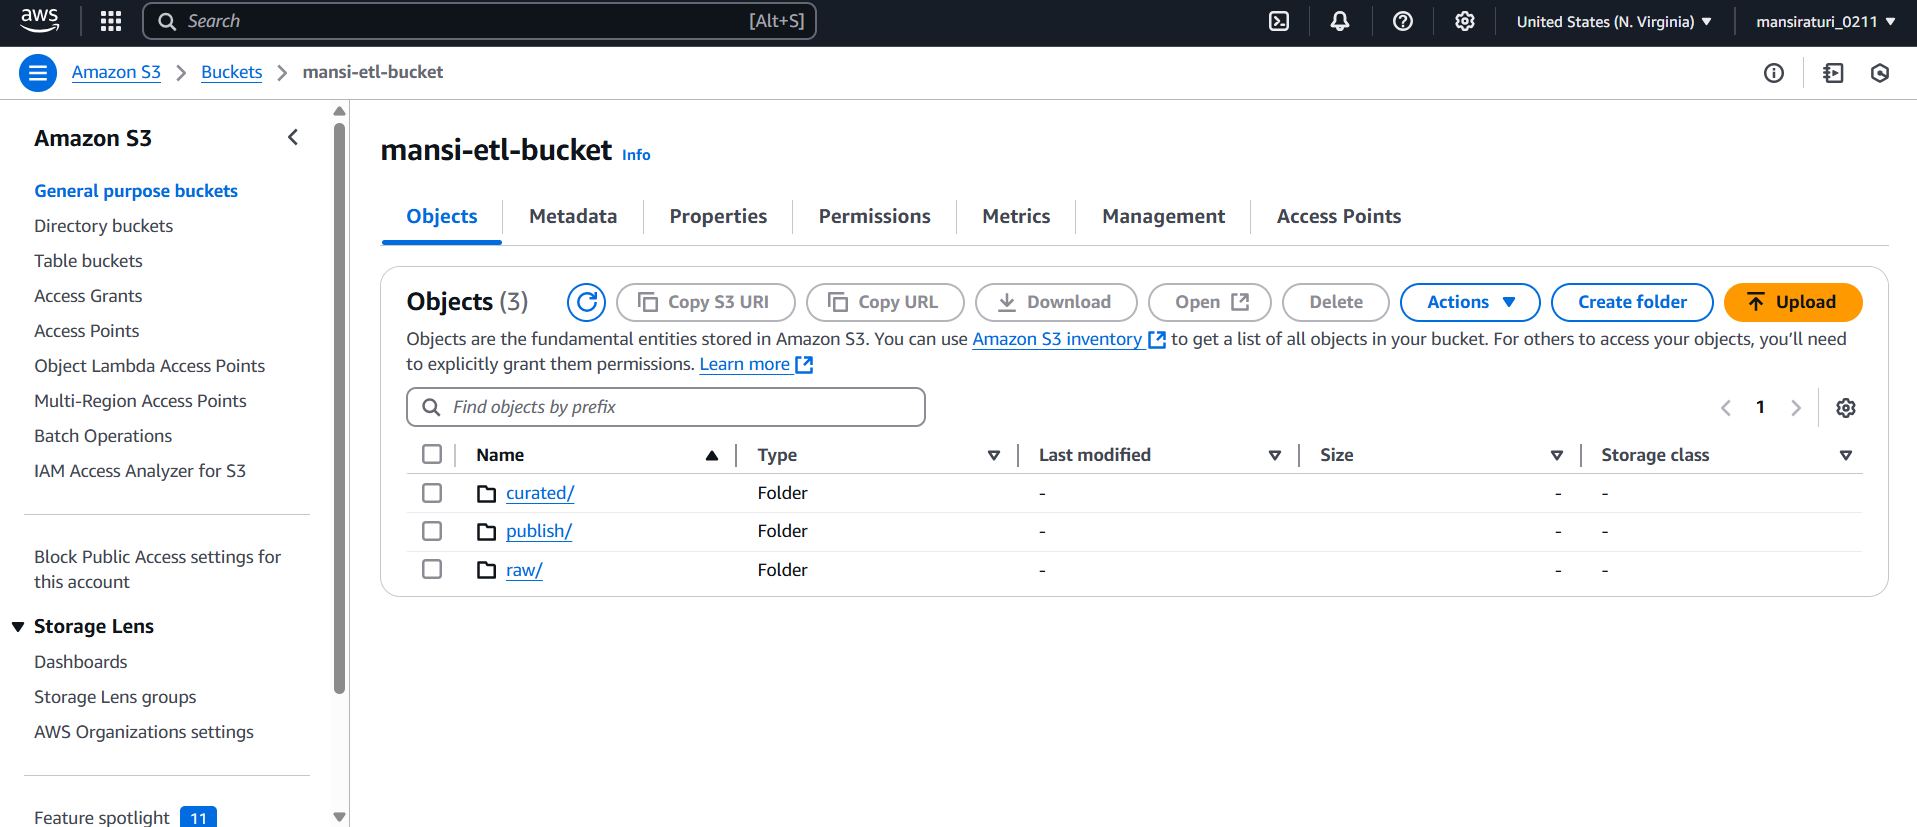 aws
Search [Alt+S]
United States (N. Virginia)
mansiraturi_0211
Amazon S3
Buckets
mansi-etl-bucket
Amazon S3
General purpose buckets
Directory buckets
Table buckets
Access Grants
Access Points
Object Lambda Access Points
Multi-Region Access Points
Batch Operations
IAM Access Analyzer for S3
Block Public Access settings for
this account
Storage Lens
Dashboards
Storage Lens groups
AWS Organizations settings
Feature spotlight 11
mansi-etl-bucket Info
Objects Metadata Properties Permissions Metrics Management Access Points
Objects (3) Copy S3 URI Copy URL Download Open Delete Actions Create folder Upload
Objects are the fundamental entities stored in Amazon S3. You can use Amazon S3 inventory to get a list of all objects in your bucket. For others to access your objects, you’ll need
to explicitly grant them permissions. Learn more
Find objects by prefix
1
Name Type Last modified Size Storage class
curated/ Folder - - -
publish/ Folder - - -
raw/ Folder - - -